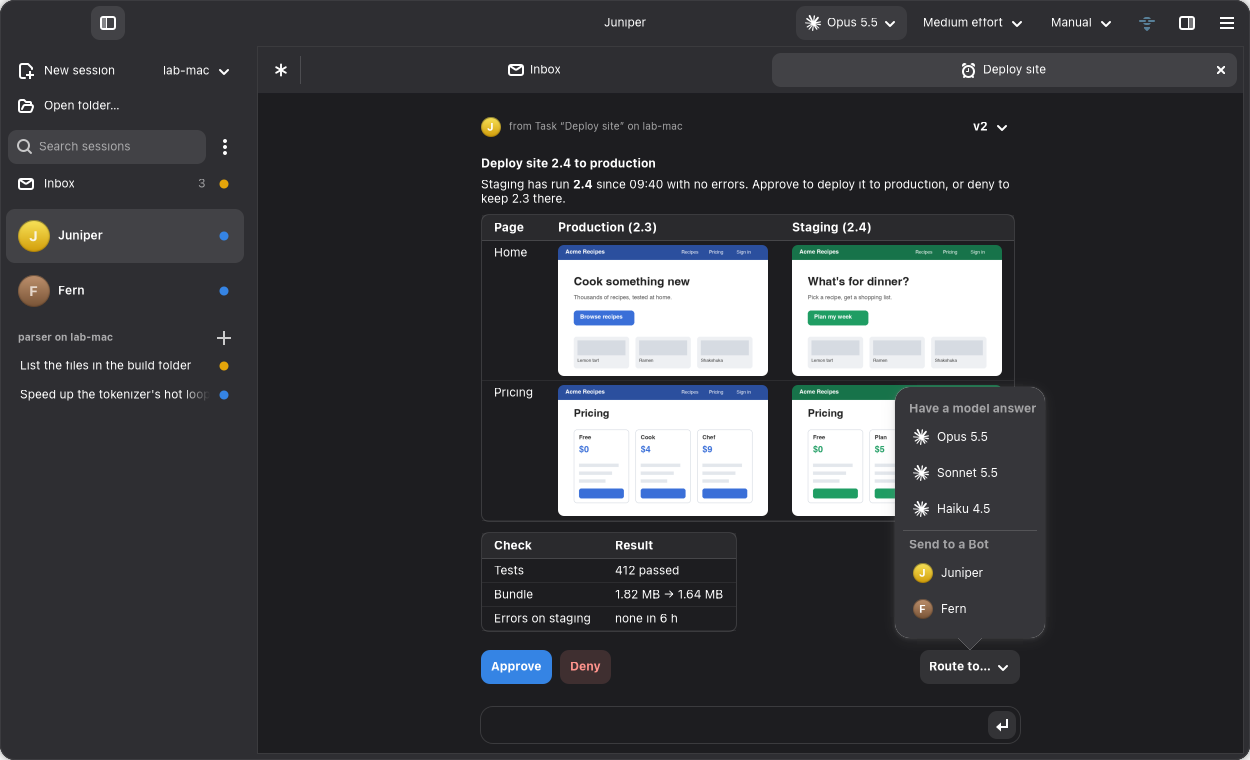 Juniper
Opus 5.5
Medium effort
Manual
New session
lab-mac
Open folder...
Search sessions
Inbox
3
J
Juniper
F
Fern
parser on lab-mac
List the files in the build folder
Speed up the tokenizer's hot loop
Inbox
Deploy site
J
from Task “Deploy site” on lab-mac
v2
Deploy site 2.4 to production
Staging has run 2.4 since 09:40 with no errors. Approve to deploy it to production, or deny to
keep 2.3 there.
Page
Production (2.3)
Staging (2.4)
Home
Acme Recipes
Recipes
Pricing
Sign in
Cook something new
Thousands of recipes, tested at home.
Browse recipes
Lemon tart
Ramen
Shakshuka
Acme Recipes
Recipes
Pricing
Sign in
What's for dinner?
Pick a recipe, get a shopping list.
Plan my week
Lemon tart
Ramen
Shakshuka
Pricing
Acme Recipes
Recipes
Pricing
Sign in
Pricing
Free
$0
Cook
$4
Chef
$9
Acme Recipes
Pricing
Free
$0
Plan
$5
Check
Result
Tests
412 passed
Bundle
1.82 MB → 1.64 MB
Errors on staging
none in 6 h
Have a model answer
Opus 5.5
Sonnet 5.5
Haiku 4.5
Send to a Bot
J
Juniper
F
Fern
Approve
Deny
Route to...